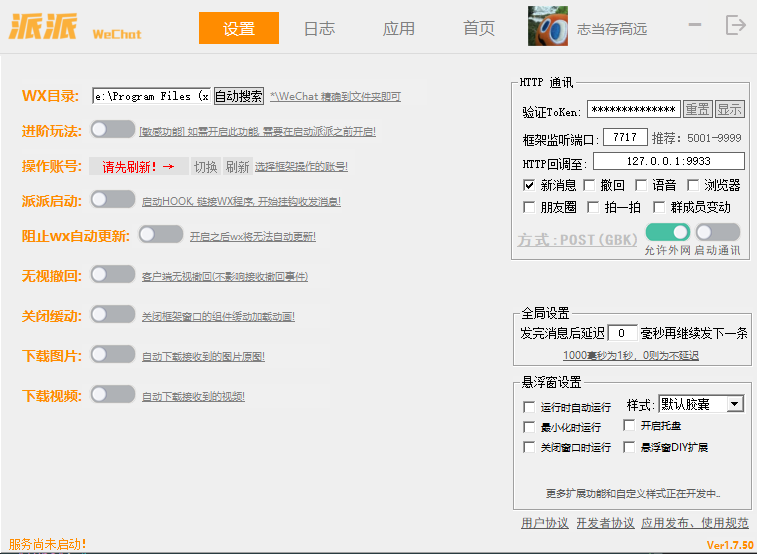 派派 WeChat 设置 日志 应用 首页 志当存高远
WX目录: e:\Program Files (x 自动搜索 *\WeChat 精确到文件夹即可
进阶玩法: [敏感功能] 如需开启此功能, 需要在启动派派之前开启!
操作账号: 请先刷新! → 切换 刷新 选择框架操作的账号!
派派启动: 启动HOOK, 链接WX程序, 开始挂钩收发消息!
阻止wx自动更新: 开启之后wx将无法自动更新!
无视撤回: 客户端无视撤回(不影响接收撤回事件)
关闭缓动: 关闭框架窗口的组件缓动加载动画!
下载图片: 自动下载接收到的图片原图!
下载视频: 自动下载接收到的视频!
HTTP 通讯
验证ToKen: ************** 重置 显示
框架监听端口: 7717 推荐: 5001-9999
HTTP回调至: 127.0.0.1:9933
新消息 撤回 语音 浏览器
朋友圈 拍一拍 群成员变动
方式:POST(GBK) 允许外网 启动通讯
全局设置
发完消息后延迟 0 毫秒再继续发下一条
1000毫秒为1秒, 0则为不延迟
悬浮窗设置
运行时自动运行 样式: 默认胶囊
最小化时运行 开启托盘
关闭窗口时运行 悬浮窗DIY扩展
更多扩展功能和自定义样式正在开发中..
用户协议 开发者协议 应用发布、使用规范
服务尚未启动! Ver1.7.50